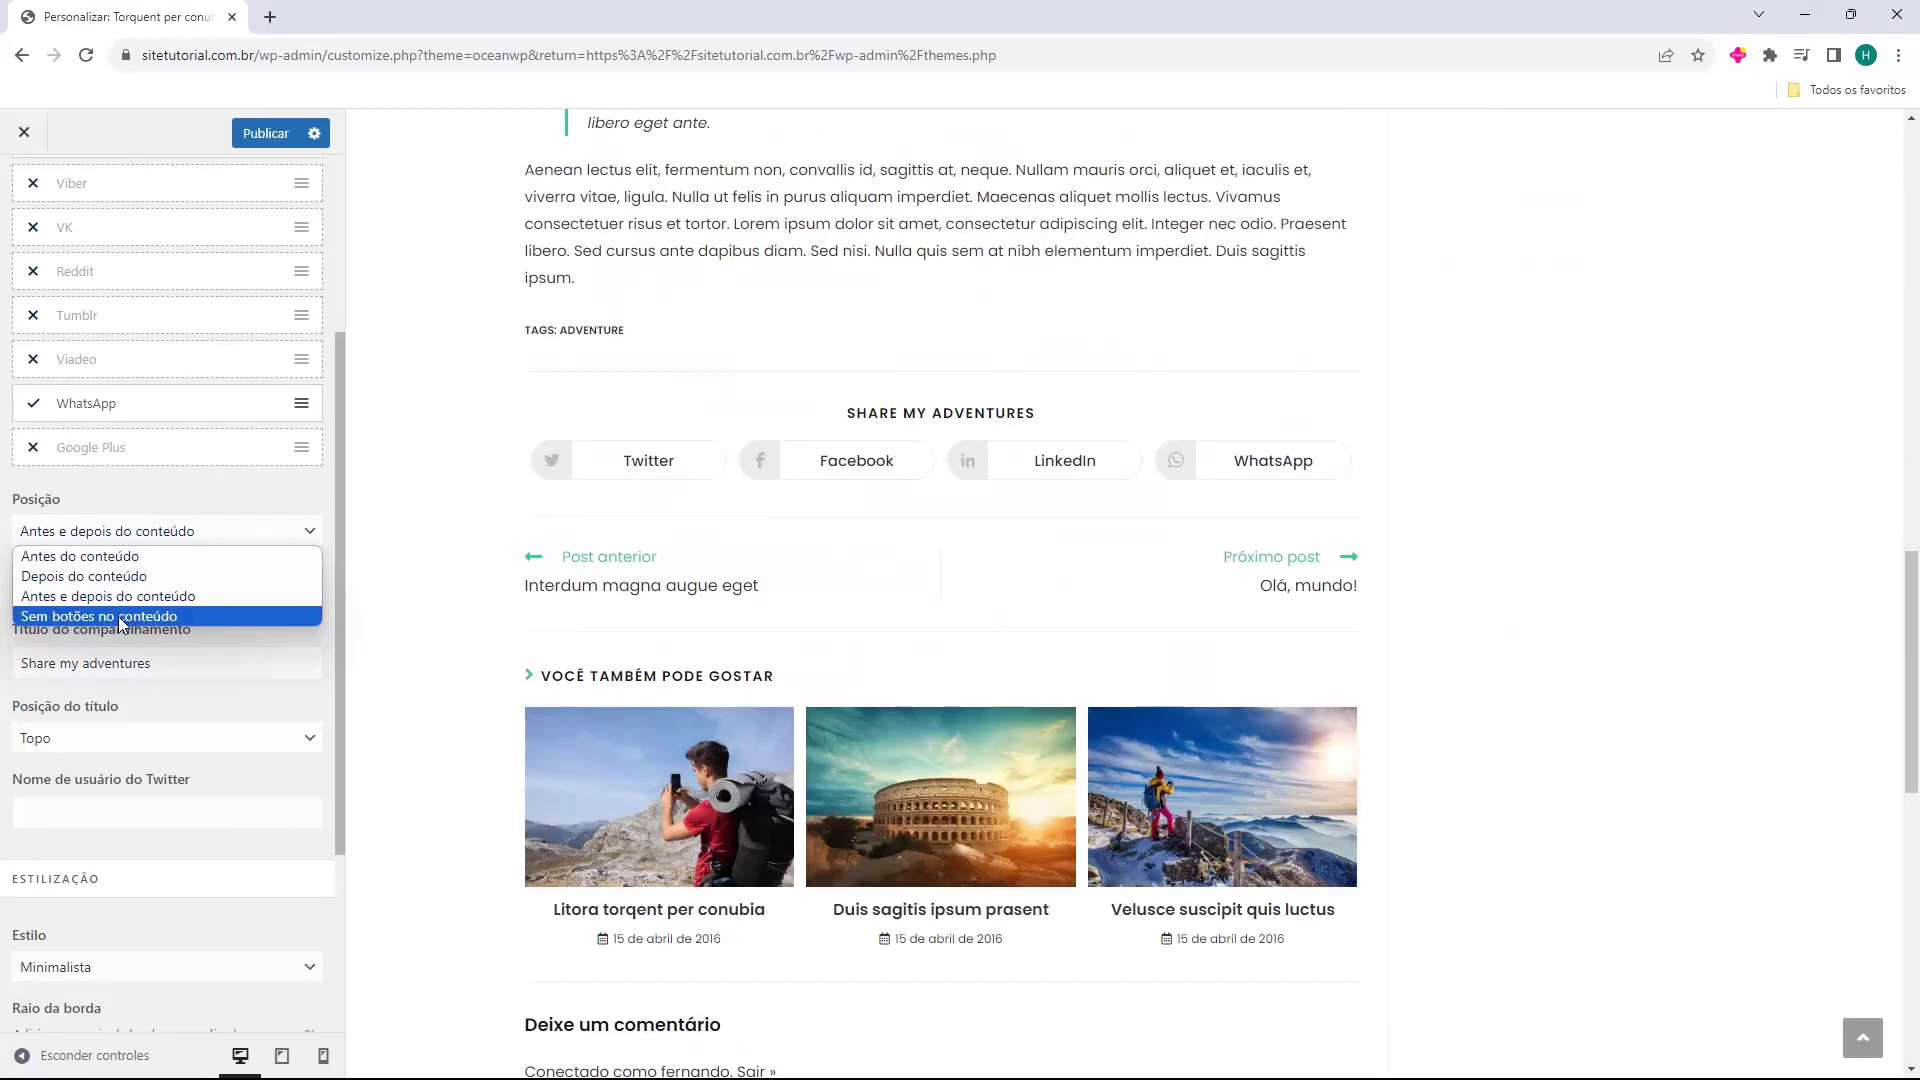 Personalizar: Torquent per conub
sitetutorial.com.br/wp-admin/customize.php?theme=oceanwp&return=https%3A%2F%2Fsitetutorial.com.br%2Fwp-admin%2Fthemes.php
H
Todos os favoritos
Publicar
Viber
VK
Reddit
Tumblr
Viadeo
WhatsApp
Google Plus
Posição
Antes e depois do conteúdo
Antes do conteúdo
Depois do conteúdo
Antes e depois do conteúdo
Sem botões no conteúdo
Título do compartilhamento
Share my adventures
Posição do título
Topo
Nome de usuário do Twitter
ESTILIZAÇÃO
Estilo
Minimalista
Raio da borda
Esconder controles
libero eget ante.
Aenean lectus elit, fermentum non, convallis id, sagittis at, neque. Nullam mauris orci, aliquet et, iaculis et,
viverra vitae, ligula. Nulla ut felis in purus aliquam imperdiet. Maecenas aliquet mollis lectus. Vivamus
consectetuer risus et tortor. Lorem ipsum dolor sit amet, consectetur adipiscing elit. Integer nec odio. Praesent
libero. Sed cursus ante dapibus diam. Sed nisi. Nulla quis sem at nibh elementum imperdiet. Duis sagittis
ipsum.
TAGS: ADVENTURE
SHARE MY ADVENTURES
Twitter
Facebook
LinkedIn
WhatsApp
Post anterior
Interdum magna augue eget
Próximo post
Olá, mundo!
VOCÊ TAMBÉM PODE GOSTAR
Litora torqent per conubia
15 de abril de 2016
Duis sagitis ipsum prasent
15 de abril de 2016
Velusce suscipit quis luctus
15 de abril de 2016
Deixe um comentário
Conectado como fernando. Sair »